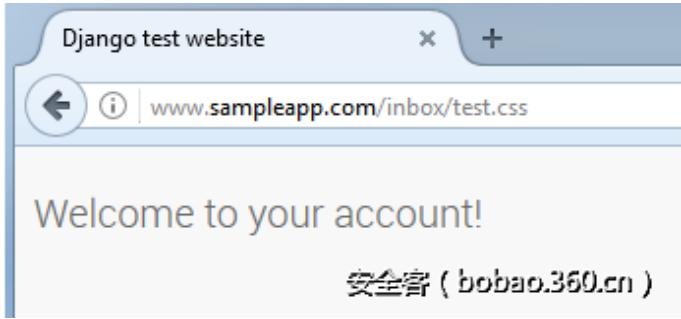 Django test website
www.sampleapp.com/inbox/test.css
Welcome to your account!
安全客 ( bobao.360.cn )